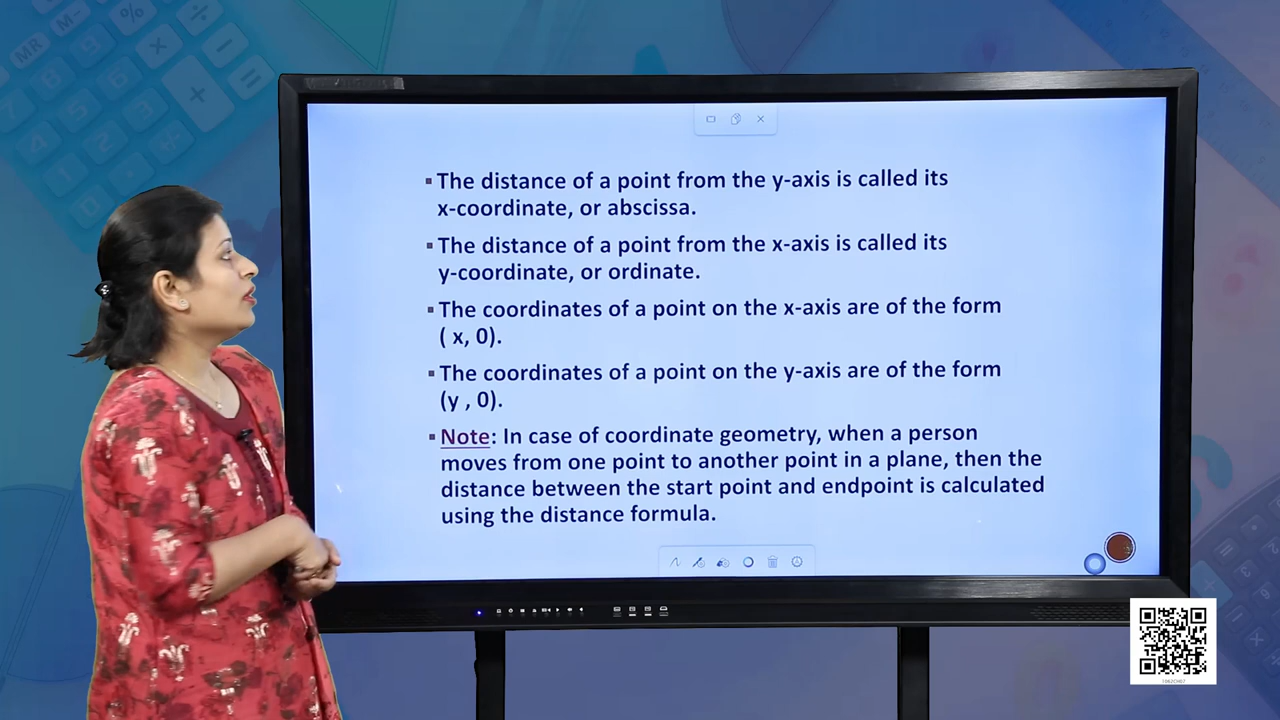 ▪The distance of a point from the y-axis is called its
x-coordinate, or abscissa.
▪The distance of a point from the x-axis is called its
y-coordinate, or ordinate.
▪The coordinates of a point on the x-axis are of the form
( x, 0).
▪The coordinates of a point on the y-axis are of the form
(y , 0).
▪Note: In case of coordinate geometry, when a person
moves from one point to another point in a plane, then the
distance between the start point and endpoint is calculated
using the distance formula.